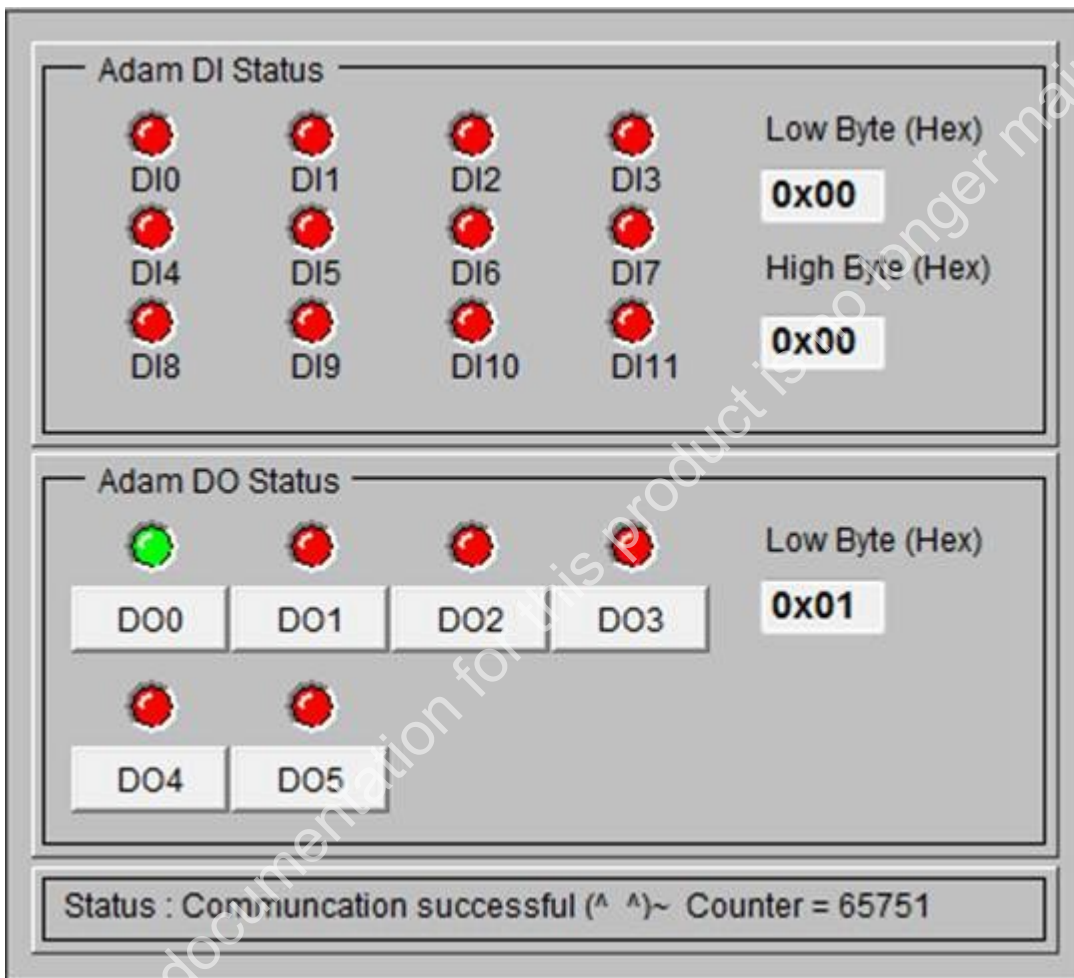 Adam DI Status
DI0 DI1 DI2 DI3
DI4 DI5 DI6 DI7
DI8 DI9 DI10 DI11
Low Byte (Hex)
0x00
High Byte (Hex)
0x00
Adam DO Status
DO0 DO1 DO2 DO3
DO4 DO5
Low Byte (Hex)
0x01
Status : Communcation successful (^ ^)~ Counter = 65751
documentation for this product is no longer main